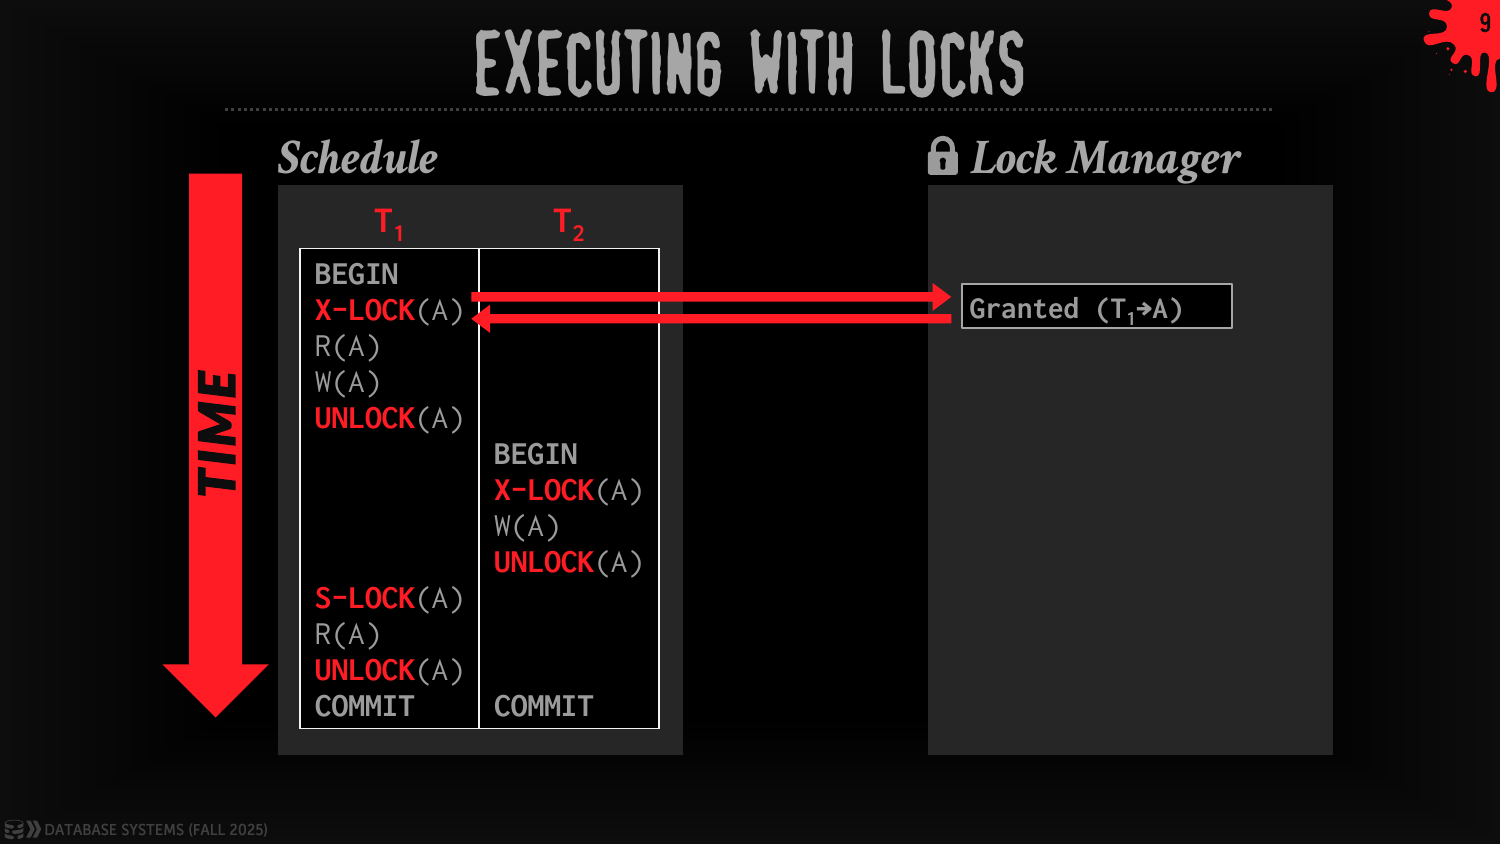 9
EXECUTING WITH LOCKS
Schedule
Lock Manager
TIME
T1 T2
BEGIN
X-LOCK(A)
Granted (T1→A)
R(A)
W(A)
UNLOCK(A)
BEGIN
X-LOCK(A)
W(A)
UNLOCK(A)
S-LOCK(A)
R(A)
UNLOCK(A)
COMMIT COMMIT
DATABASE SYSTEMS (FALL 2025)